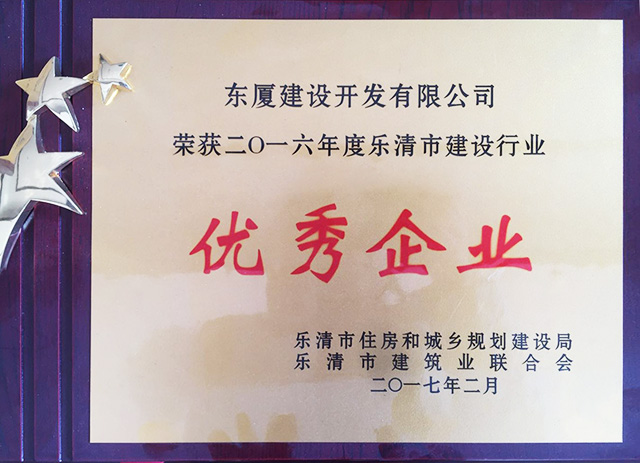 东厦建设开发有限公司
荣获二〇一六年度乐清市建设行业
优秀企业
乐清市住房和城乡规划建设局
乐清市建筑业联合会
二〇一七年二月